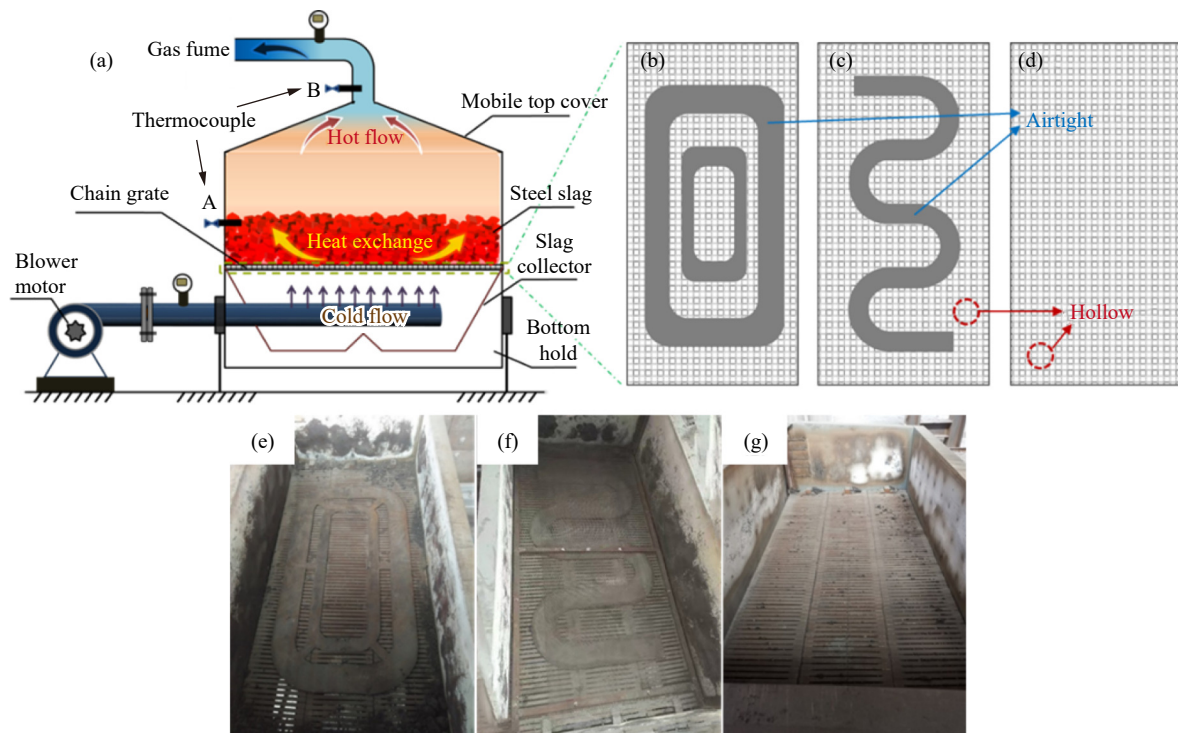 (a)
Gas fume
B
Thermocouple
Mobile top cover
Hot flow
Chain grate
A
Steel slag
Heat exchange
Slag
collector
Blower
motor
Cold flow
Bottom
hold
(b)
(c)
(d)
Airtight
Hollow
(e)
(f)
(g)